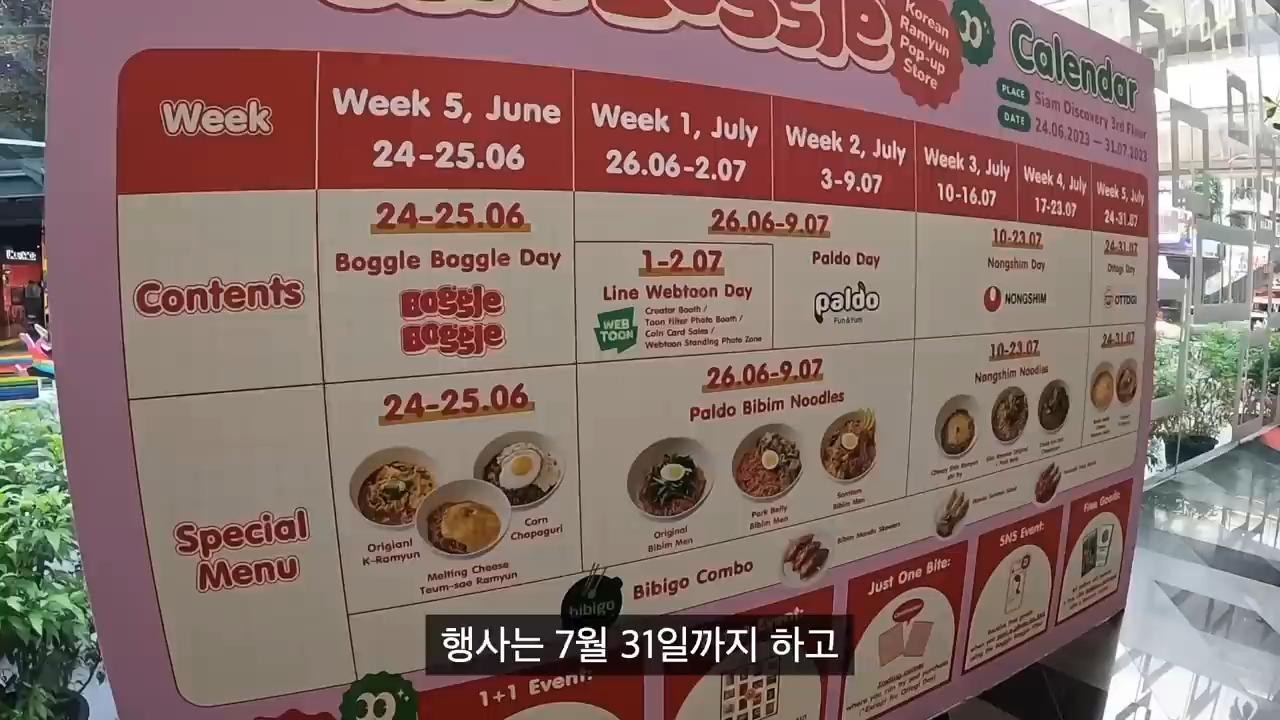 Boggle
Korean
Ramyun
Pop-up
Store
Calendar
PLACE Siam Discovery 3rd Floor
DATE 24.06.2023 — 31.07.2023
Week
Week 5, June
24-25.06
Week 1, July
26.06-2.07
Week 2, July
3-9.07
Week 3, July
10-16.07
Week 4, July
17-23.07
Week 5, July
24-31.07
Contents
24-25.06
Boggle Boggle Day
BOGGLE
BOGGLE
26.06-9.07
1-2.07
Line Webtoon Day
WEB
TOON
Creator Booth /
Toon Filter Photo Booth /
Coin Card Sales /
Webtoon Standing Photo Zone
Paldo Day
paldo
Fun & Yum
10-23.07
Nongshim Day
NONGSHIM
24-31.07
Ottogi Day
OTTOGI
Special
Menu
24-25.06
Origianl
K-Ramyun
Melting Cheese
Teum-sae Ramyun
Corn
Chapaguri
26.06-9.07
Paldo Bibim Noodles
Original
Bibim Men
Pork Belly
Bibim Men
Somtam
Bibim Men
10-23.07
Nongshim Noodles
24-31.07
bibigo
Bibigo Combo
Bibigo Mandu Skewers
1+1 Event:
Just One Bite:
SNS Event:
Free Goods:
행사는 7월 31일까지 하고